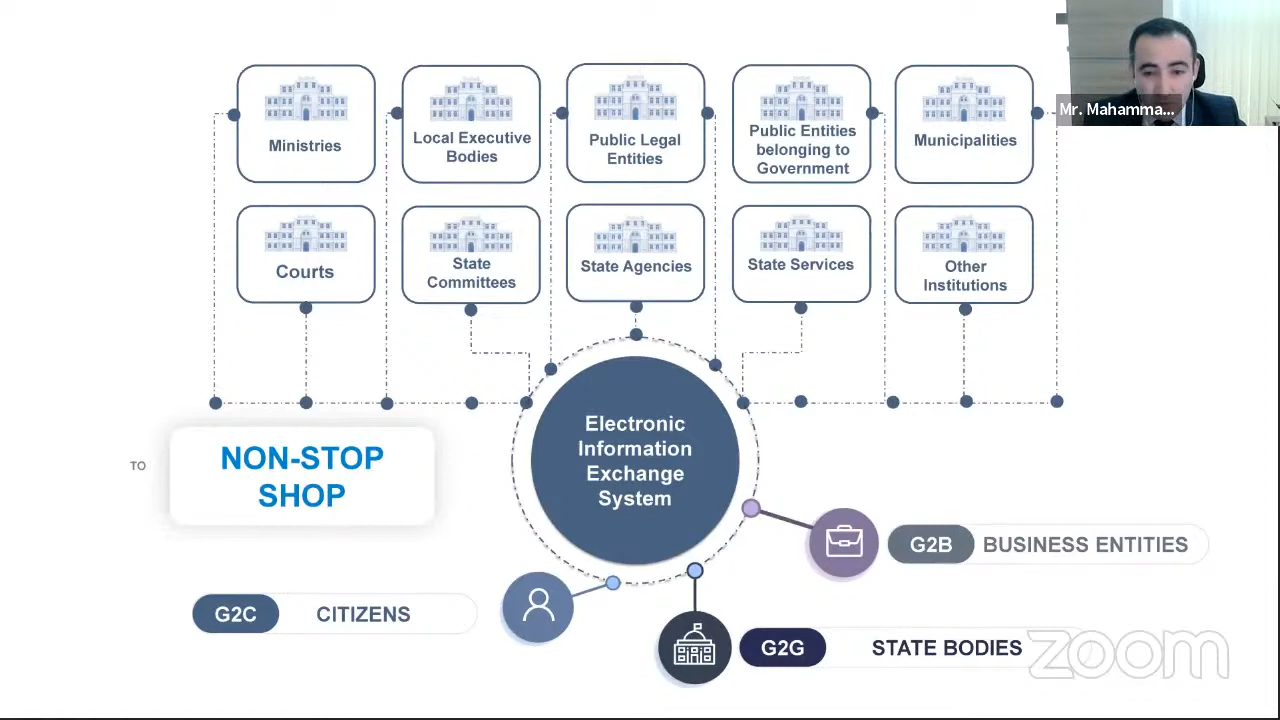 Mr. Mahamma...
Ministries
Local Executive
Bodies
Public Legal
Entities
Public Entities
belonging to
Government
Municipalities
Courts
State
Committees
State Agencies
State Services
Other
Institutions
TO
NON-STOP
SHOP
Electronic
Information
Exchange
System
G2B BUSINESS ENTITIES
G2C CITIZENS
G2G STATE BODIES
zoom